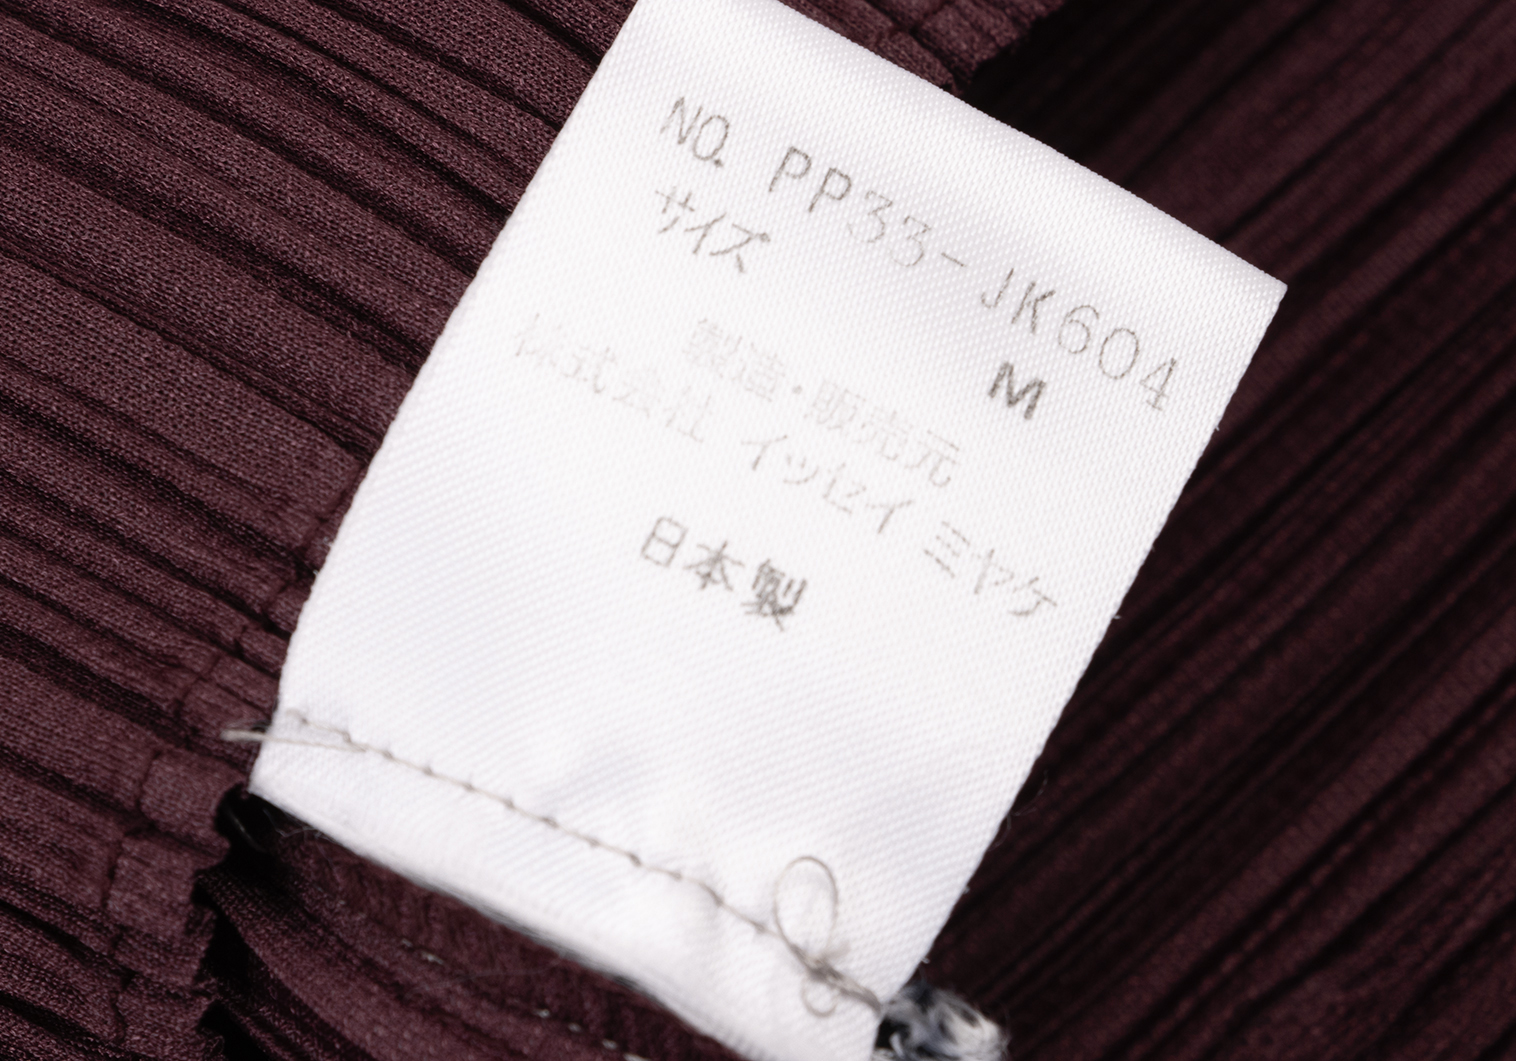 NO. PP33-JK604
サイズ M
製造・販売元
株式会社 イッセイ ミヤケ
日本製